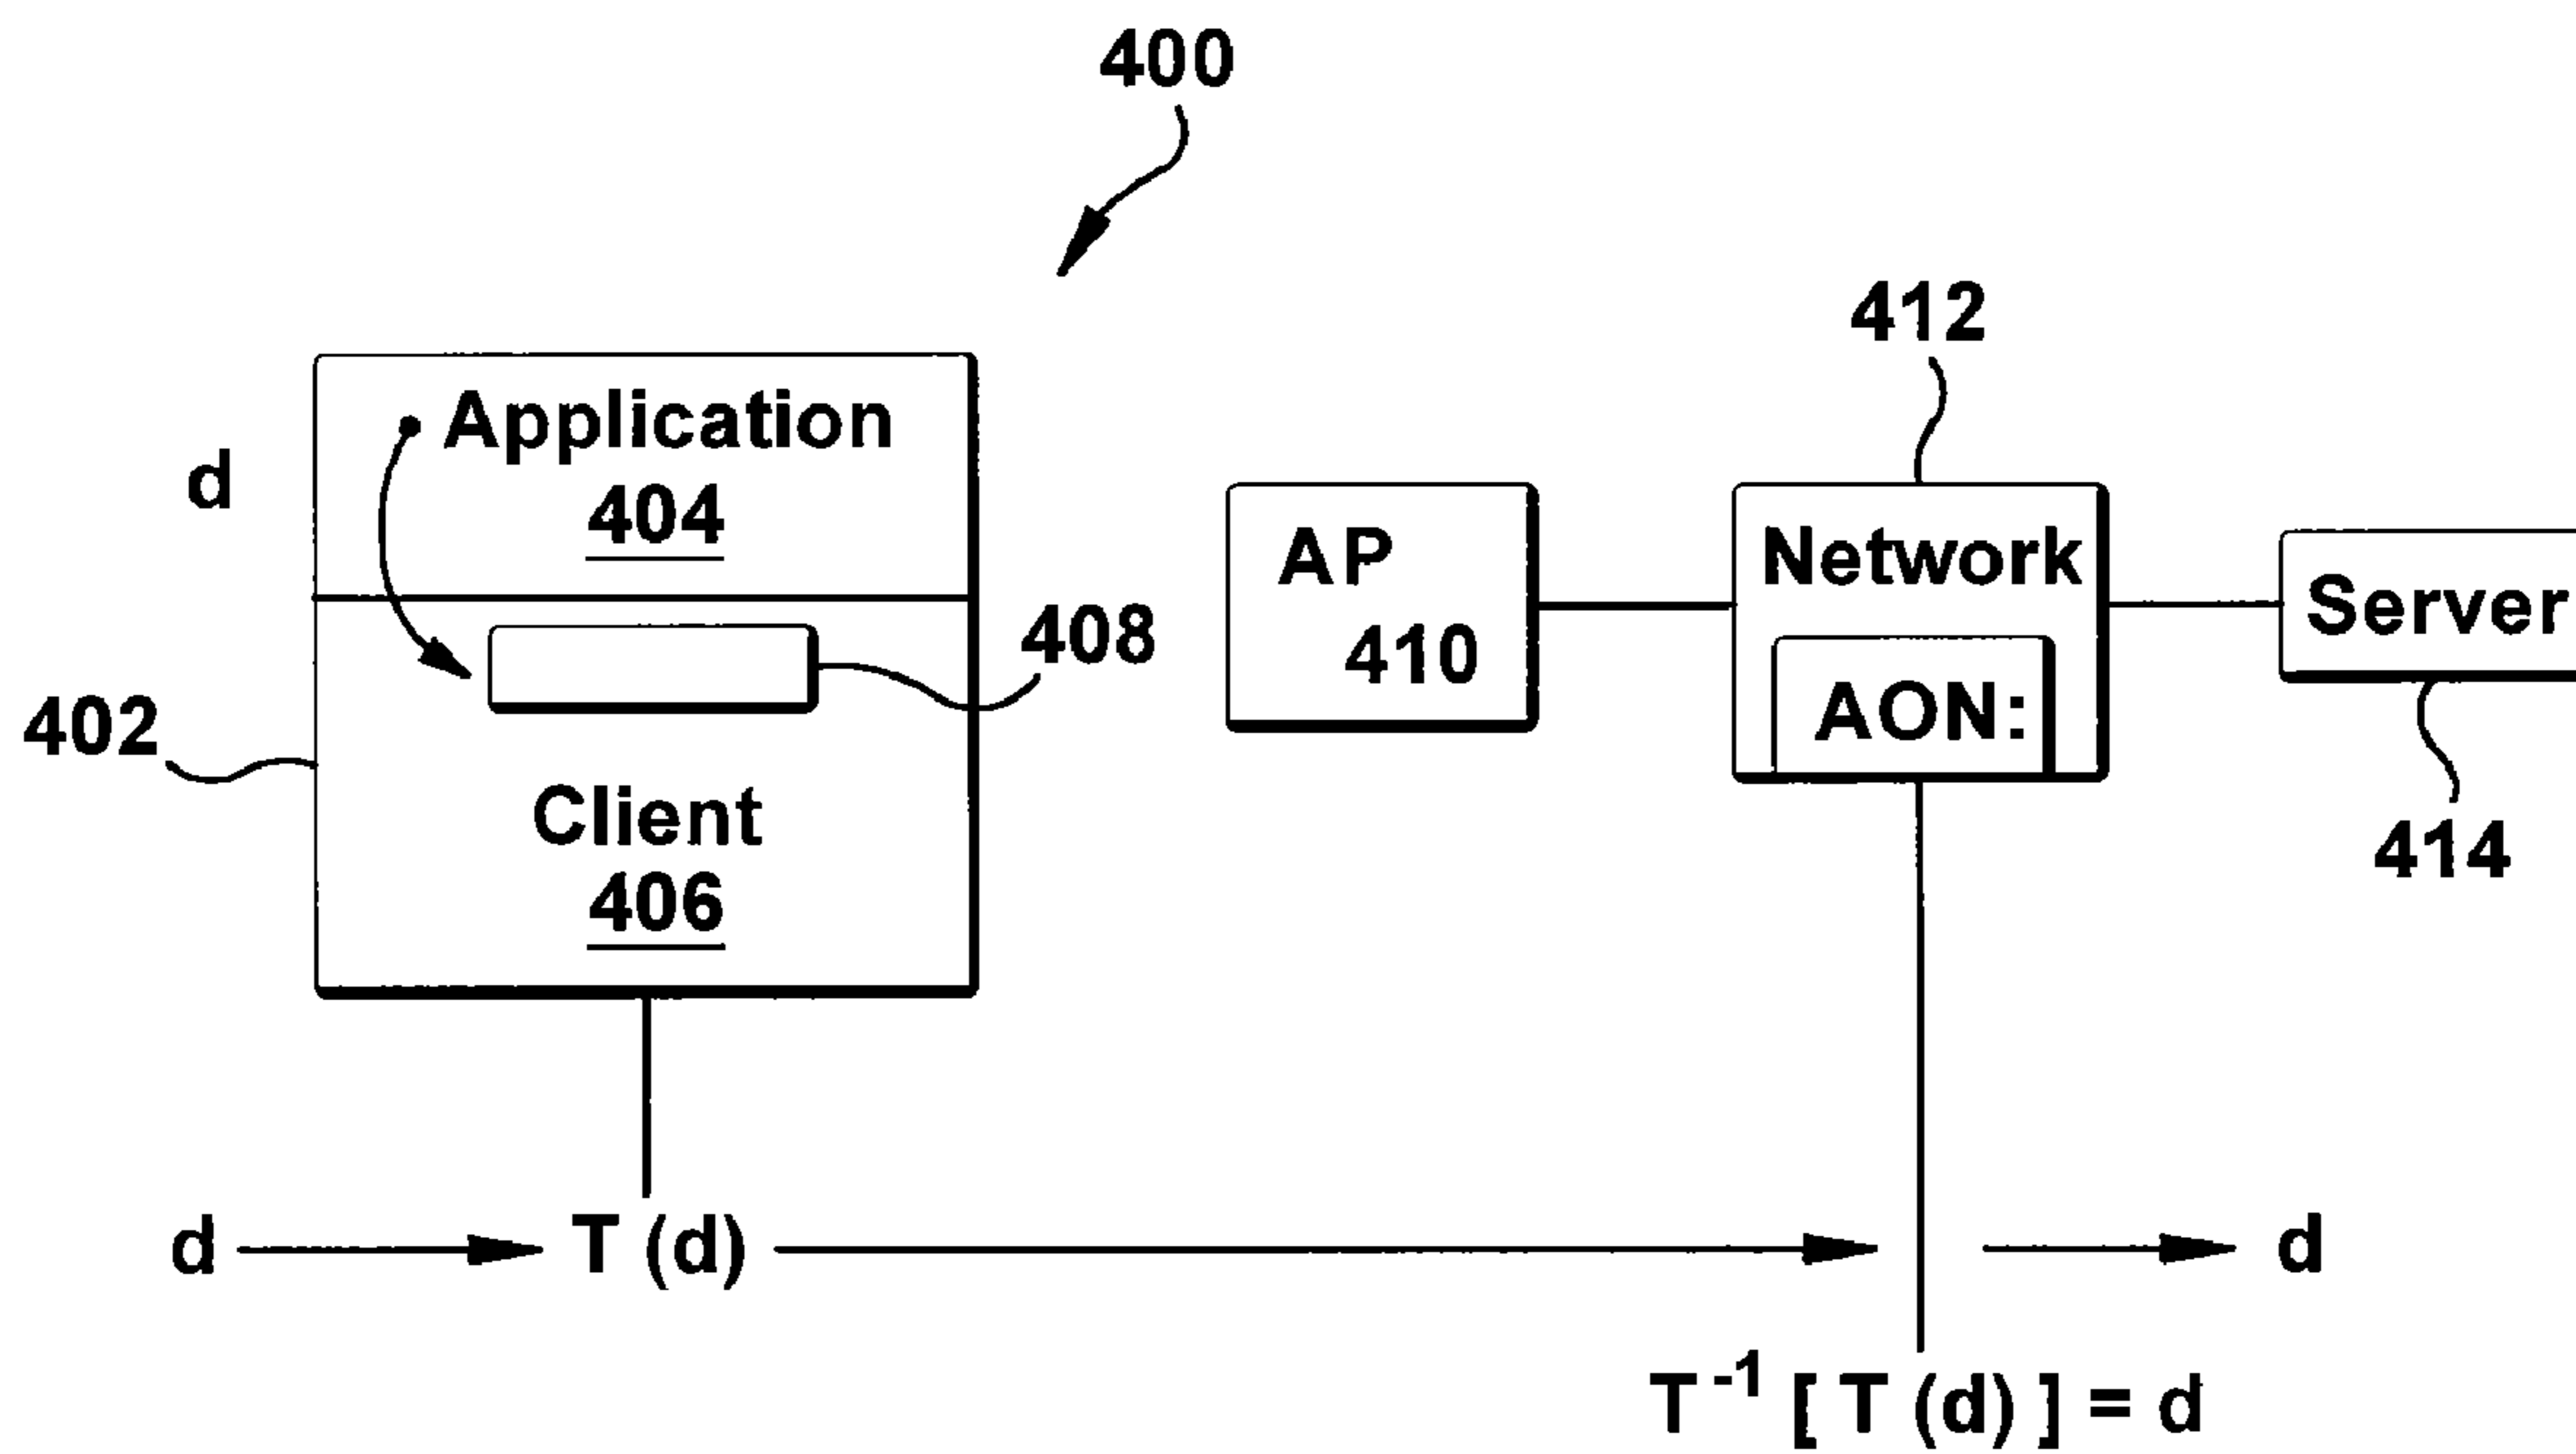 400
412
Application
404
d
AP
410
Network
AON:
Server
408
402
Client
406
414
d
T (d)
d
T -1 [ T (d) ] = d